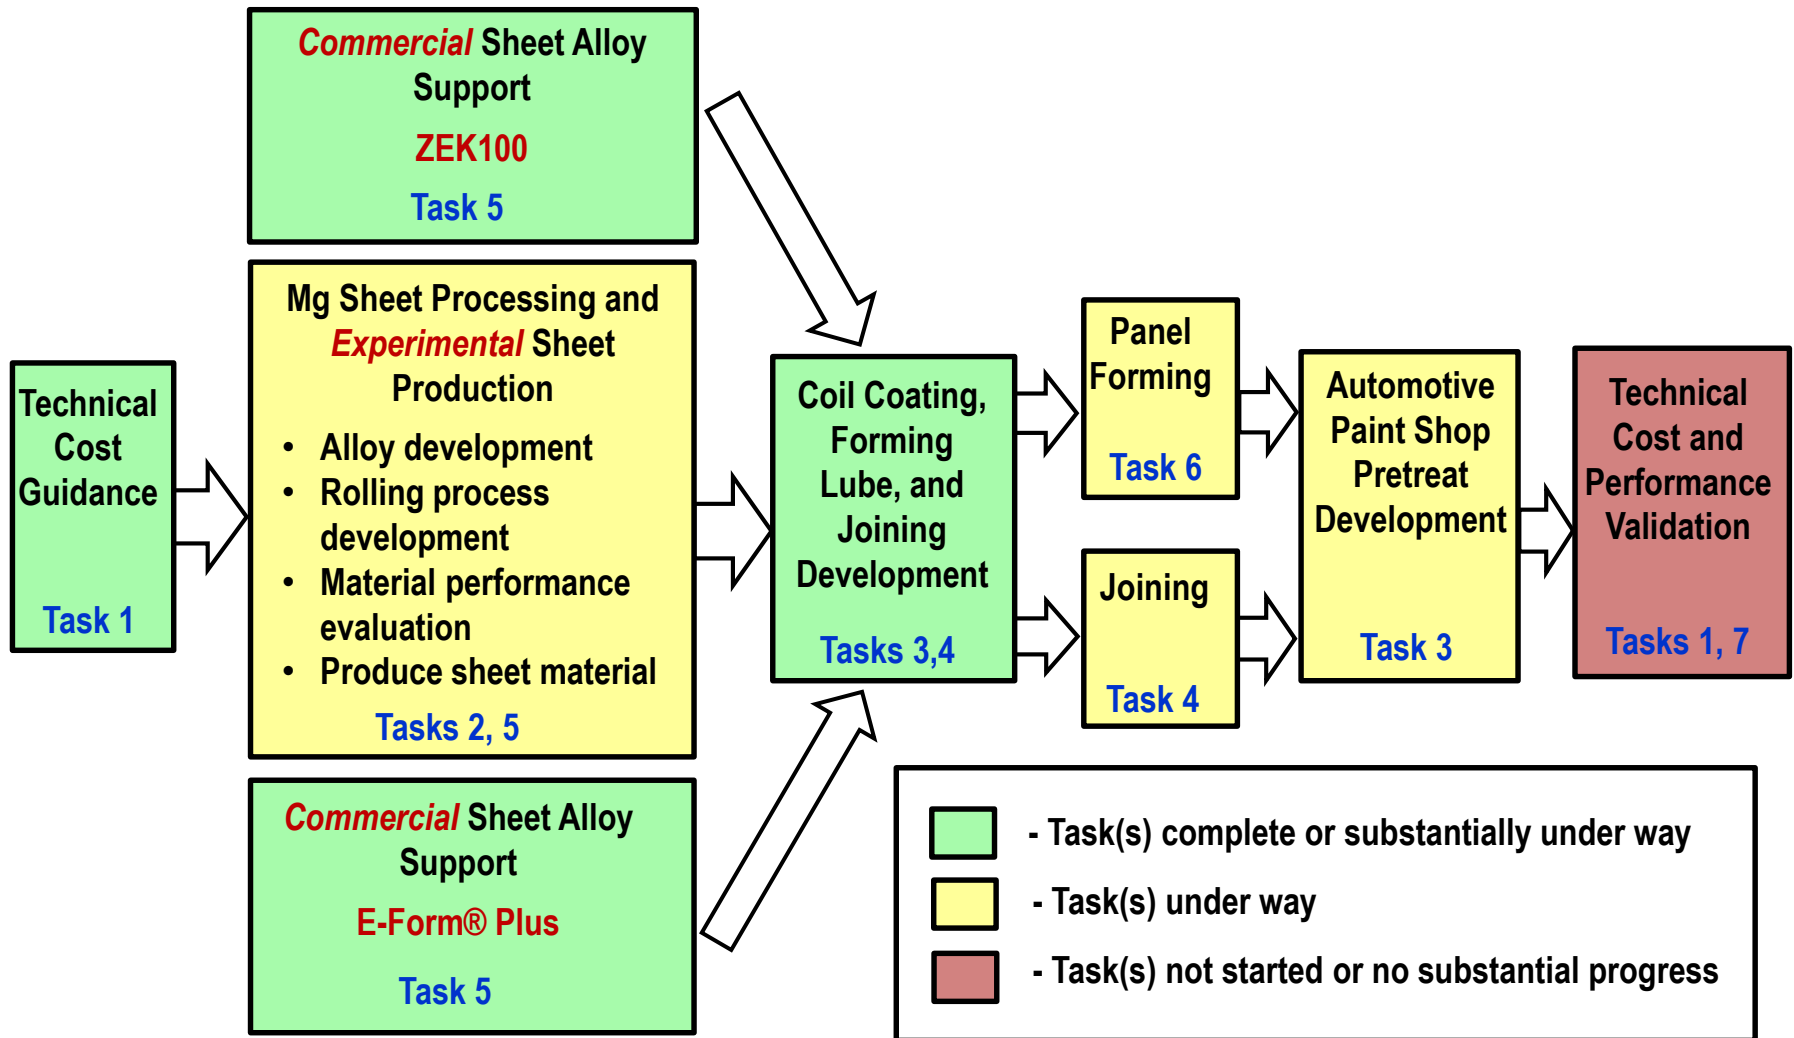 Commercial Sheet Alloy
Support
ZEK100
Task 5
Technical
Cost
Guidance
Task 1
Mg Sheet Processing and
Experimental Sheet
Production
• Alloy development
• Rolling process
development
• Material performance
evaluation
• Produce sheet material
Tasks 2, 5
Commercial Sheet Alloy
Support
E-Form® Plus
Task 5
Coil Coating,
Forming
Lube, and
Joining
Development
Tasks 3,4
Panel
Forming
Task 6
Joining
Task 4
Automotive
Paint Shop
Pretreat
Development
Task 3
Technical
Cost and
Performance
Validation
Tasks 1, 7
- Task(s) complete or substantially under way
- Task(s) under way
- Task(s) not started or no substantial progress